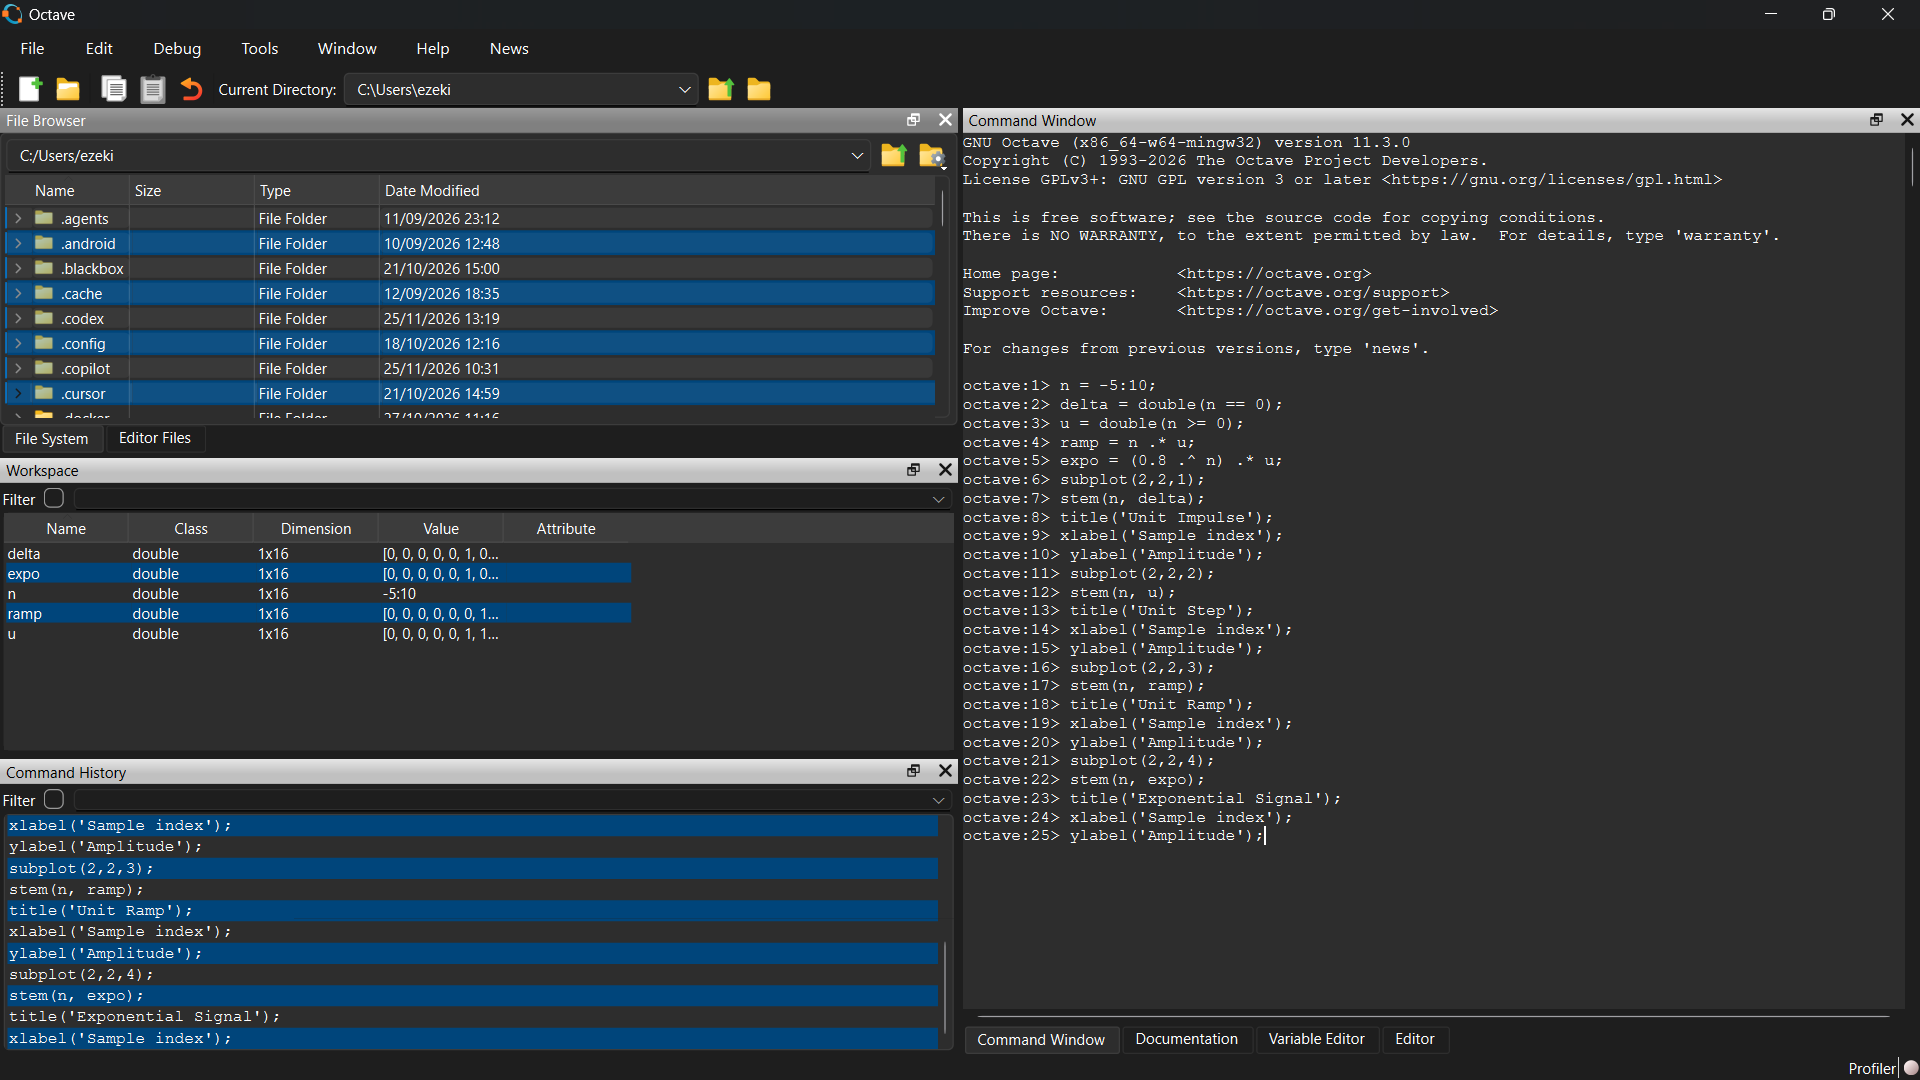 Octave
File Edit Debug Tools Window Help News
Current Directory: C:\Users\ezeki
File Browser
C:/Users/ezeki
Name Size Type Date Modified
.agents File Folder 11/09/2026 23:12
.android File Folder 10/09/2026 12:48
.blackbox File Folder 21/10/2026 15:00
.cache File Folder 12/09/2026 18:35
.codex File Folder 25/11/2026 13:19
.config File Folder 18/10/2026 12:16
.copilot File Folder 25/11/2026 10:31
.cursor File Folder 21/10/2026 14:59
.docker File Folder 27/10/2026 11:16
File System Editor Files
Workspace
Filter
Name Class Dimension Value Attribute
delta double 1x16 [0, 0, 0, 0, 0, 1, 0...
expo double 1x16 [0, 0, 0, 0, 0, 1, 0...
n double 1x16 -5:10
ramp double 1x16 [0, 0, 0, 0, 0, 0, 1...
u double 1x16 [0, 0, 0, 0, 0, 1, 1...
Command History
Filter
xlabel('Sample index');
ylabel('Amplitude');
subplot(2,2,3);
stem(n, ramp);
title('Unit Ramp');
xlabel('Sample index');
ylabel('Amplitude');
subplot(2,2,4);
stem(n, expo);
title('Exponential Signal');
xlabel('Sample index');
Command Window
GNU Octave (x86_64-w64-mingw32) version 11.3.0
Copyright (C) 1993-2026 The Octave Project Developers.
License GPLv3+: GNU GPL version 3 or later <https://gnu.org/licenses/gpl.html>
This is free software; see the source code for copying conditions.
There is NO WARRANTY, to the extent permitted by law.  For details, type 'warranty'.
Home page:            <https://octave.org>
Support resources:    <https://octave.org/support>
Improve Octave:       <https://octave.org/get-involved>
For changes from previous versions, type 'news'.
octave:1> n = -5:10;
octave:2> delta = double(n == 0);
octave:3> u = double(n >= 0);
octave:4> ramp = n .* u;
octave:5> expo = (0.8 .^ n) .* u;
octave:6> subplot(2,2,1);
octave:7> stem(n, delta);
octave:8> title('Unit Impulse');
octave:9> xlabel('Sample index');
octave:10> ylabel('Amplitude');
octave:11> subplot(2,2,2);
octave:12> stem(n, u);
octave:13> title('Unit Step');
octave:14> xlabel('Sample index');
octave:15> ylabel('Amplitude');
octave:16> subplot(2,2,3);
octave:17> stem(n, ramp);
octave:18> title('Unit Ramp');
octave:19> xlabel('Sample index');
octave:20> ylabel('Amplitude');
octave:21> subplot(2,2,4);
octave:22> stem(n, expo);
octave:23> title('Exponential Signal');
octave:24> xlabel('Sample index');
octave:25> ylabel('Amplitude');
Command Window Documentation Variable Editor Editor
Profiler